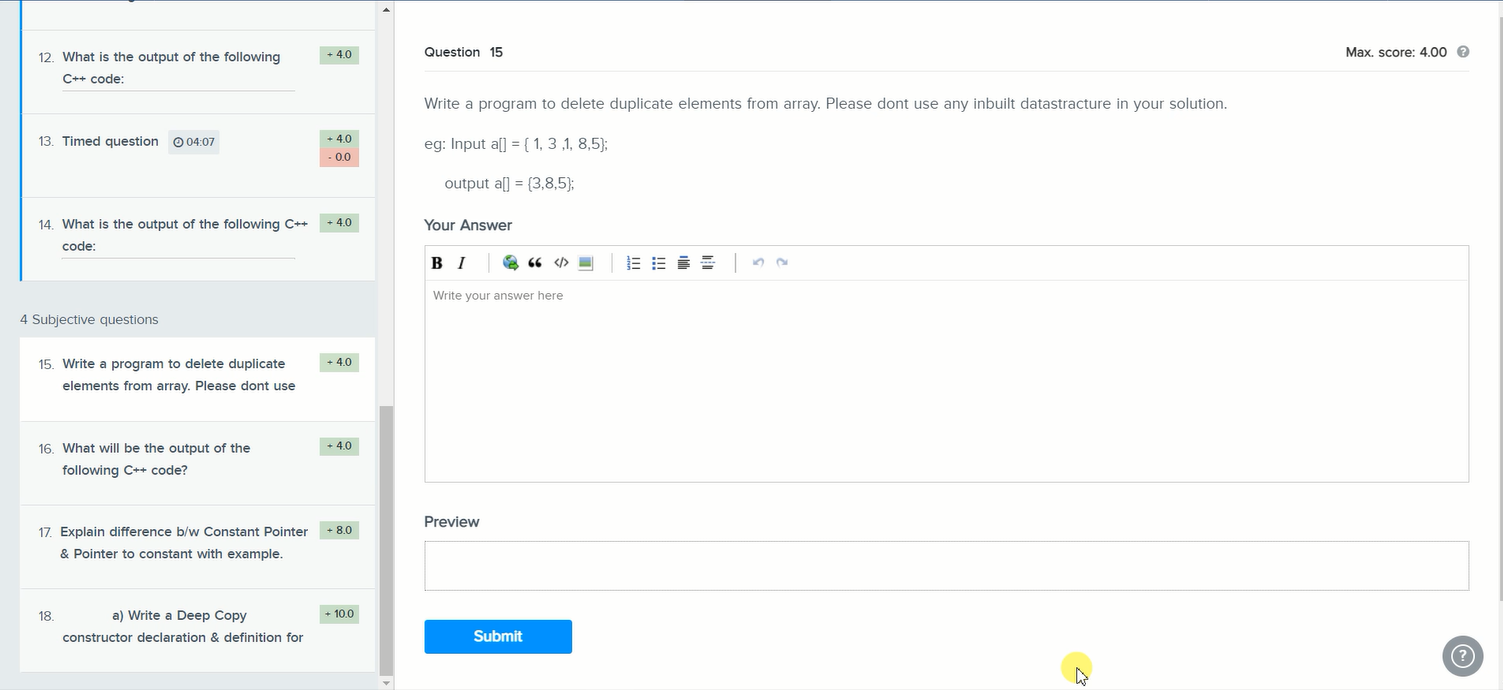 12. What is the output of the following + 4.0
C++ code:
13. Timed question 04:07 + 4.0
- 0.0
14. What is the output of the following C++ + 4.0
code:
4 Subjective questions
15. Write a program to delete duplicate + 4.0
elements from array. Please dont use
16. What will be the output of the + 4.0
following C++ code?
17. Explain difference b/w Constant Pointer + 8.0
& Pointer to constant with example.
18. a) Write a Deep Copy + 10.0
constructor declaration & definition for
Question 15 Max. score: 4.00 ?
Write a program to delete duplicate elements from array. Please dont use any inbuilt datastracture in your solution.
eg: Input a[] = { 1, 3 ,1, 8,5};
output a[] = {3,8,5};
Your Answer
B I
Write your answer here
Preview
Submit
?